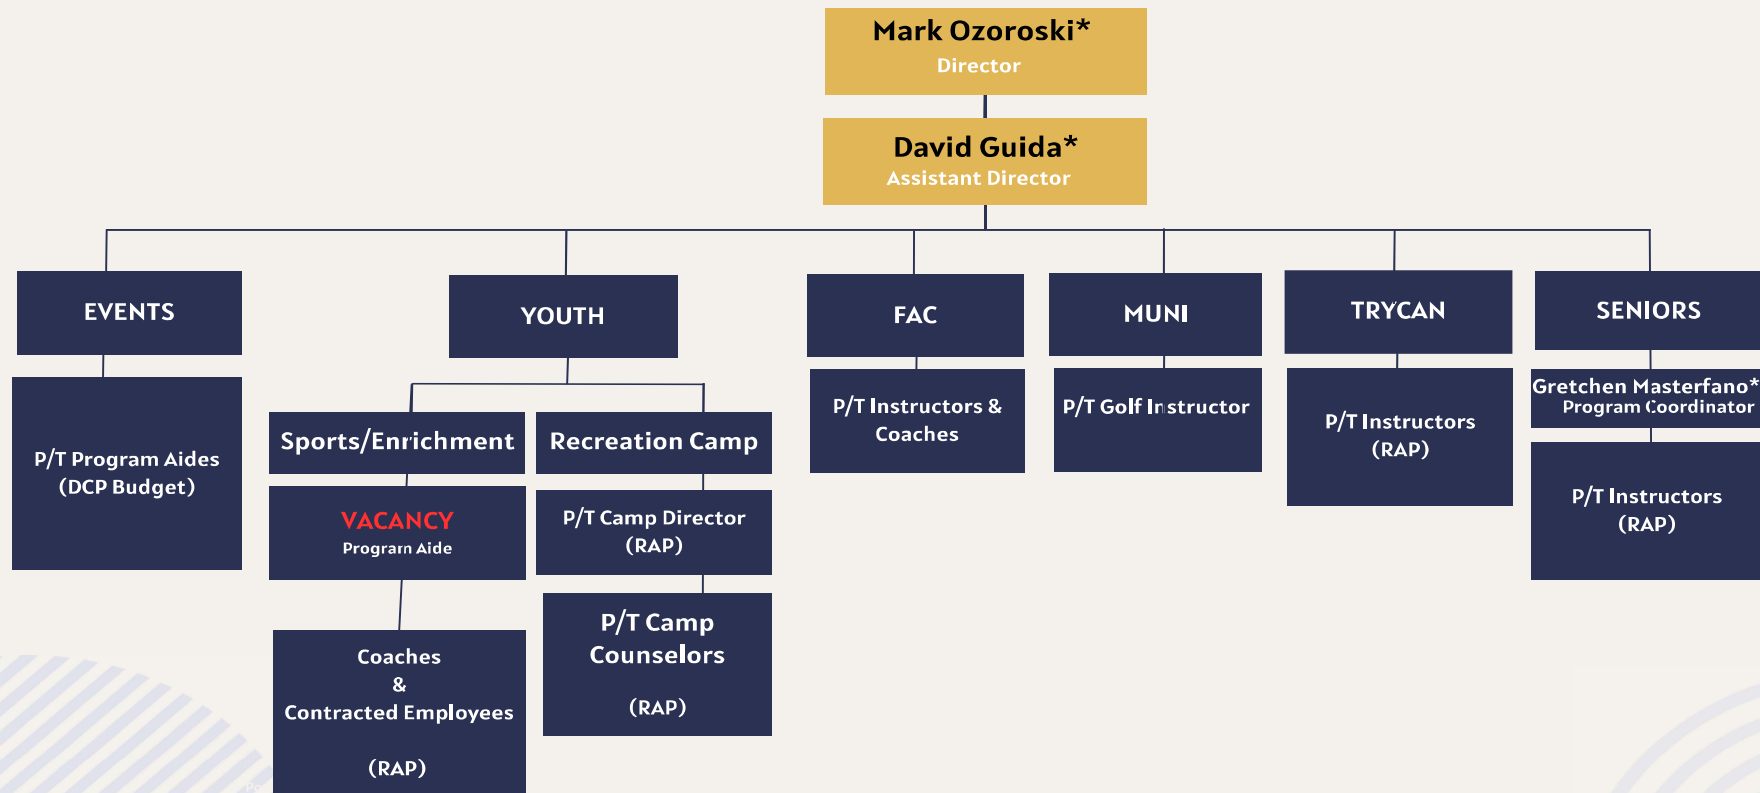 Mark Ozoroski*
Director
David Guida*
Assistant Director
EVENTS
P/T Program Aides
(DCP Budget)
YOUTH
Sports/Enrichment
VACANCY
Program Aide
Coaches
&
Contracted Employees
(RAP)
Recreation Camp
P/T Camp Director
(RAP)
P/T Camp
Counselors
(RAP)
FAC
P/T Instructors &
Coaches
MUNI
P/T Golf Instructor
TRYCAN
P/T Instructors
(RAP)
SENIORS
Gretchen Masterfano*
Program Coordinator
P/T Instructors
(RAP)